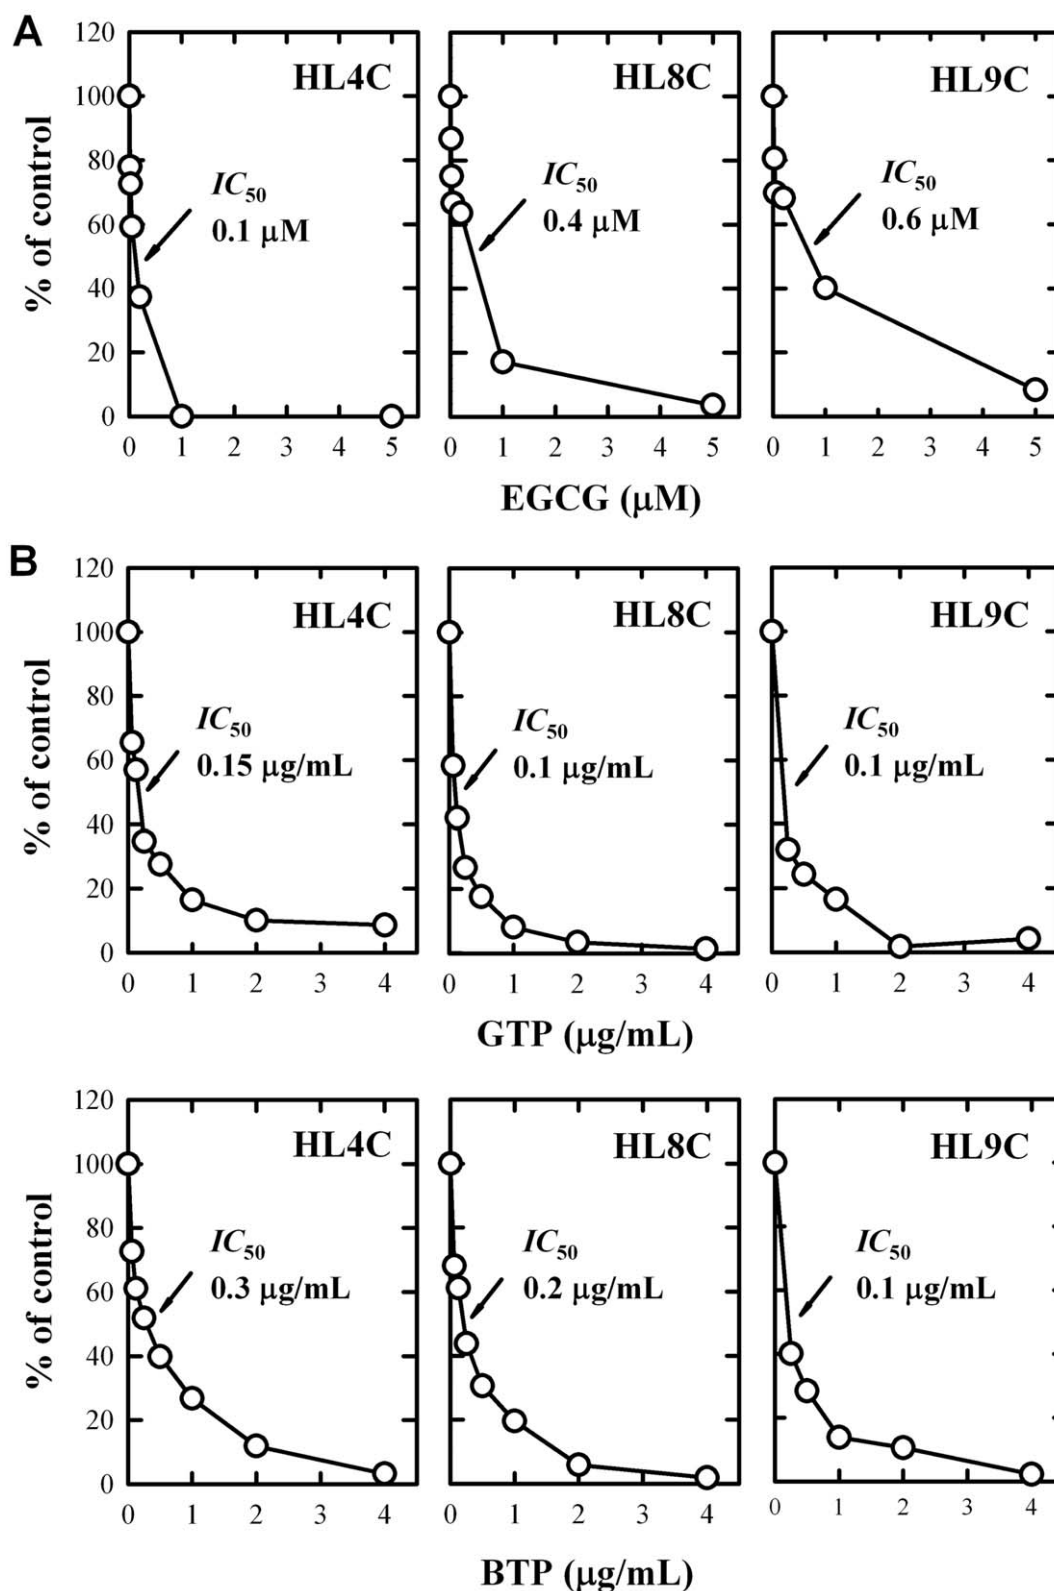 A
% of control
120
100
80
60
40
20
0
HL4C
IC50
0.1 μM
0 1 2 3 4 5
HL8C
IC50
0.4 μM
0 1 2 3 4 5
HL9C
IC50
0.6 μM
0 1 2 3 4 5
EGCG (μM)
B
% of control
120
100
80
60
40
20
0
HL4C
IC50
0.15 μg/mL
0 1 2 3 4
HL8C
IC50
0.1 μg/mL
0 1 2 3 4
HL9C
IC50
0.1 μg/mL
0 1 2 3 4
GTP (μg/mL)
% of control
120
100
80
60
40
20
0
HL4C
IC50
0.3 μg/mL
0 1 2 3 4
HL8C
IC50
0.2 μg/mL
0 1 2 3 4
HL9C
IC50
0.1 μg/mL
0 1 2 3 4
BTP (μg/mL)